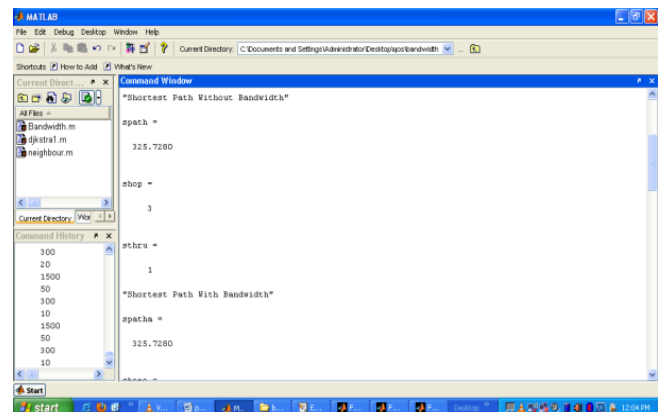 MATLAB
File Edit Debug Desktop Window Help
Current Directory: C:\Documents and Settings\Administrator\Desktop\qos\bandwidth
Shortcuts How to Add What's New
Current Direct...
All Files
Bandwidth.m
djkstra1.m
neighbour.m
Current Directory
Command History
300
20
1500
50
300
10
1500
50
300
10
Command Window
"Shortest Path Without Bandwidth"
spath =
325.7280
shop =
3
sthru =
1
"Shortest Path With Bandwidth"
spatha =
325.7280
Start
start
Desktop
12:04 PM